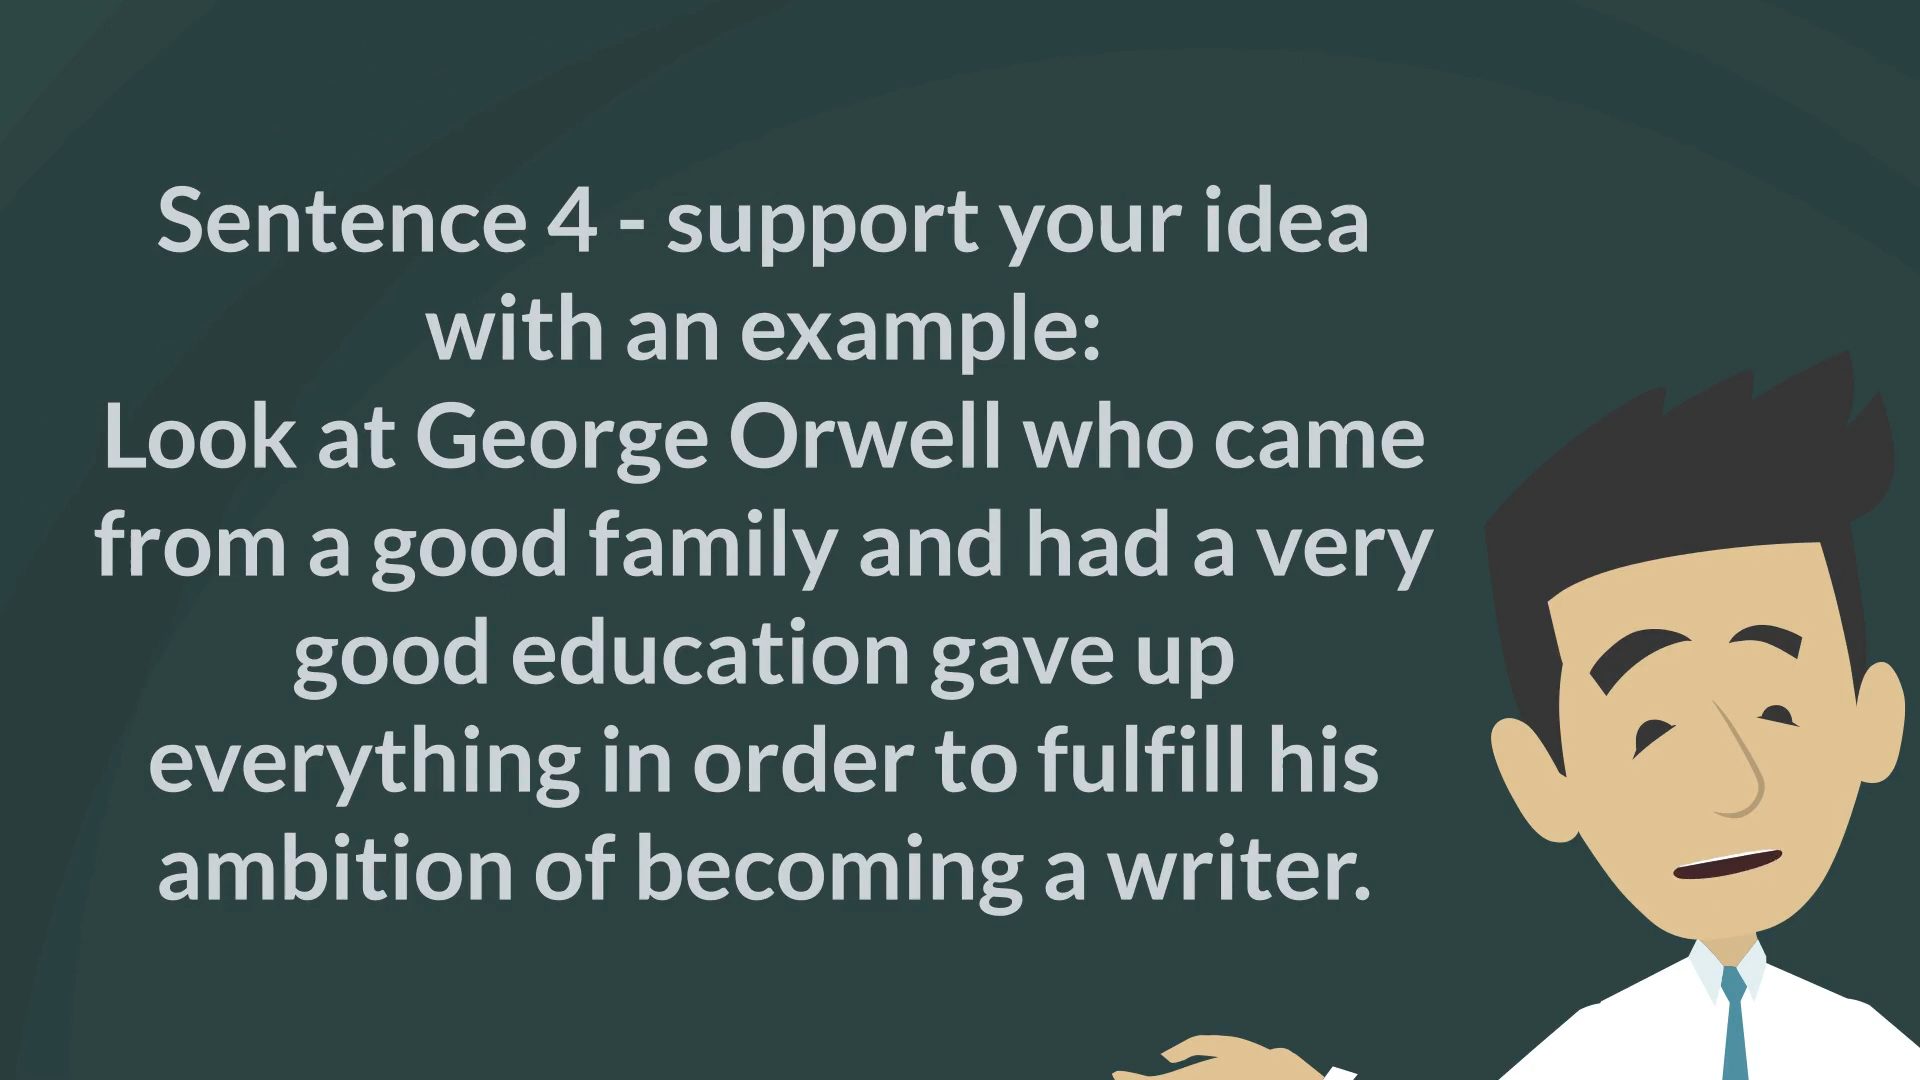 Sentence 4 - support your idea
with an example:
Look at George Orwell who came
from a good family and had a very
good education gave up
everything in order to fulfill his
ambition of becoming a writer.